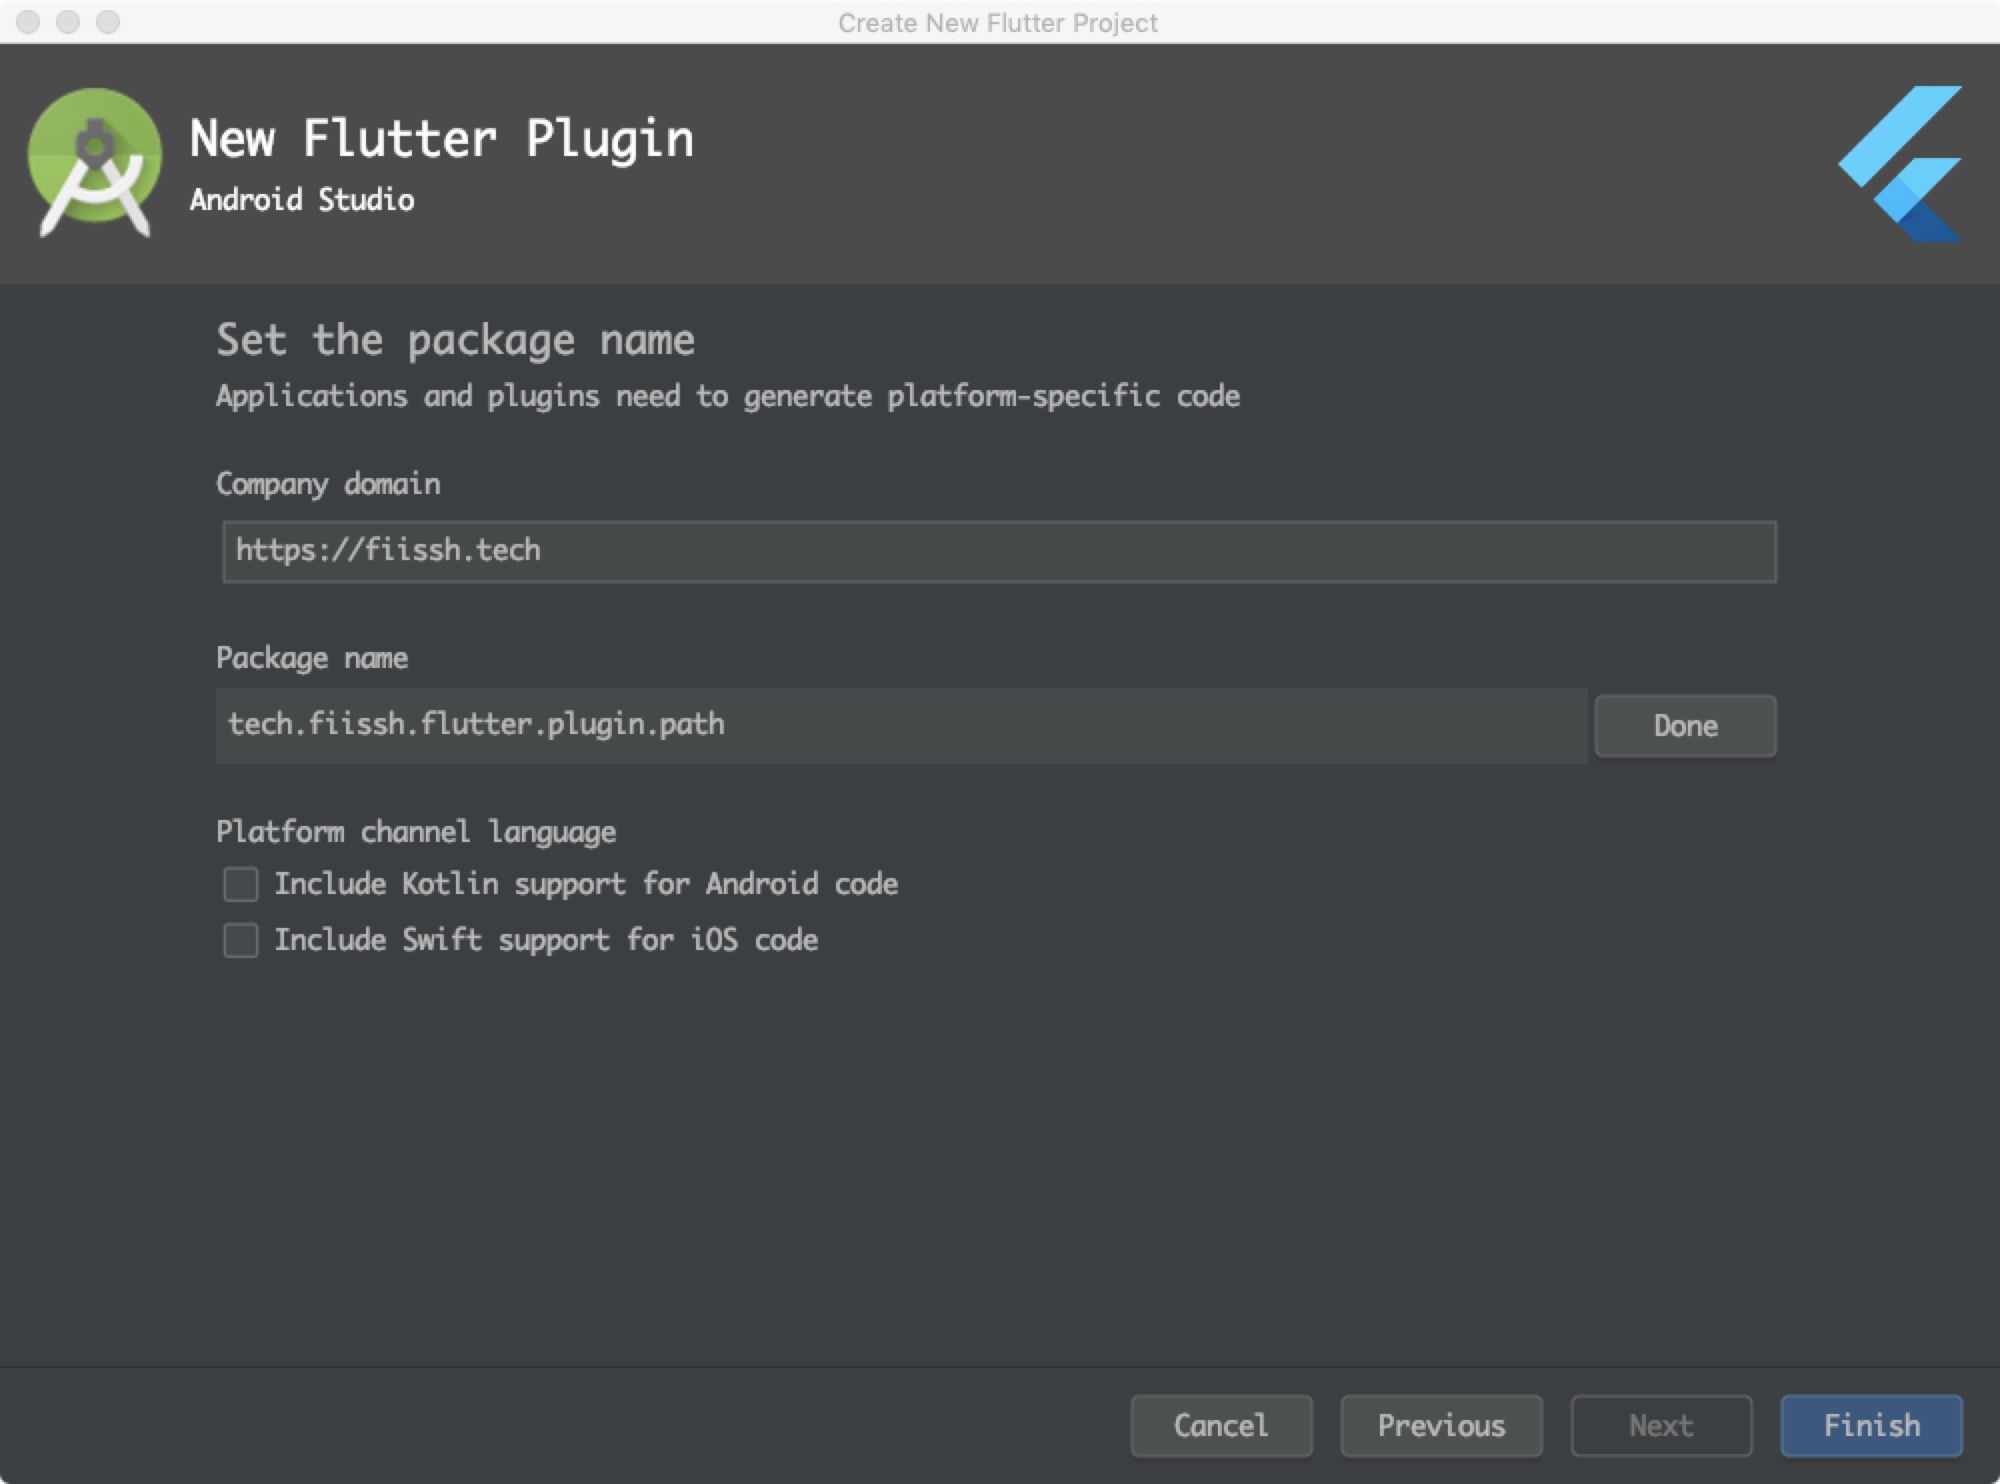 Create New Flutter Project
New Flutter Plugin
Android Studio
Set the package name
Applications and plugins need to generate platform-specific code
Company domain
https://fiissh.tech
Package name
tech.fiissh.flutter.plugin.path
Done
Platform channel language
Include Kotlin support for Android code
Include Swift support for iOS code
Cancel
Previous
Next
Finish